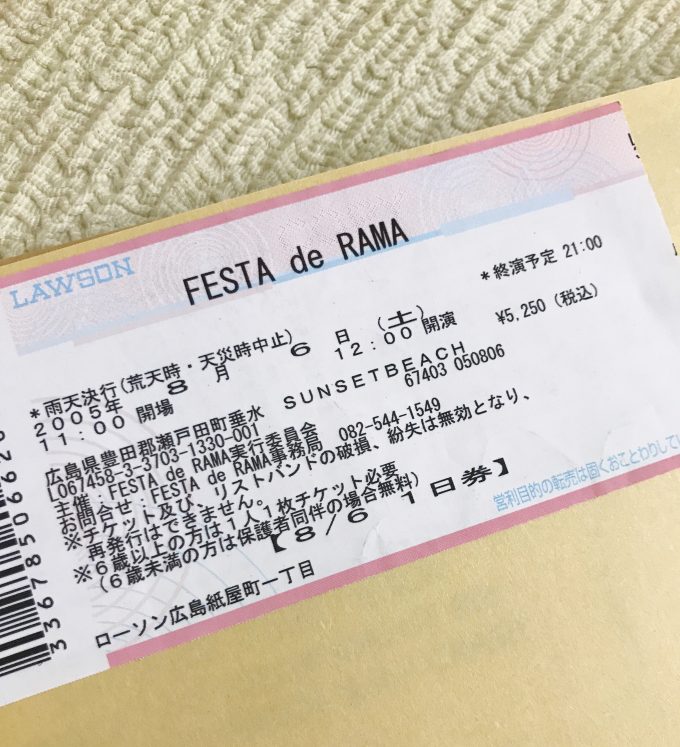 LAWSON
FESTA de RAMA
*終演予定 21:00
*雨天決行(荒天時・天災時中止)
2005年 8月 6日 (土)
11:00 開場 12:00 開演 ¥5,250(税込)
広島県豊田郡瀬戸田町垂水 SUNSETBEACH
L067458-3-3703-1330-001 67403 050806
主催:FESTA de RAMA実行委員会
お問合せ:FESTA de RAMA事務局 082-544-1549
※チケット及び、リストバンドの破損、紛失は無効となり、
再発行はできません。
※6歳以上の方は1人1枚チケット必要
(6歳未満の方は保護者同伴の場合無料)
【8/6 1日券】
営利目的の転売は固くおことわりしてい
ローソン広島紙屋町一丁目